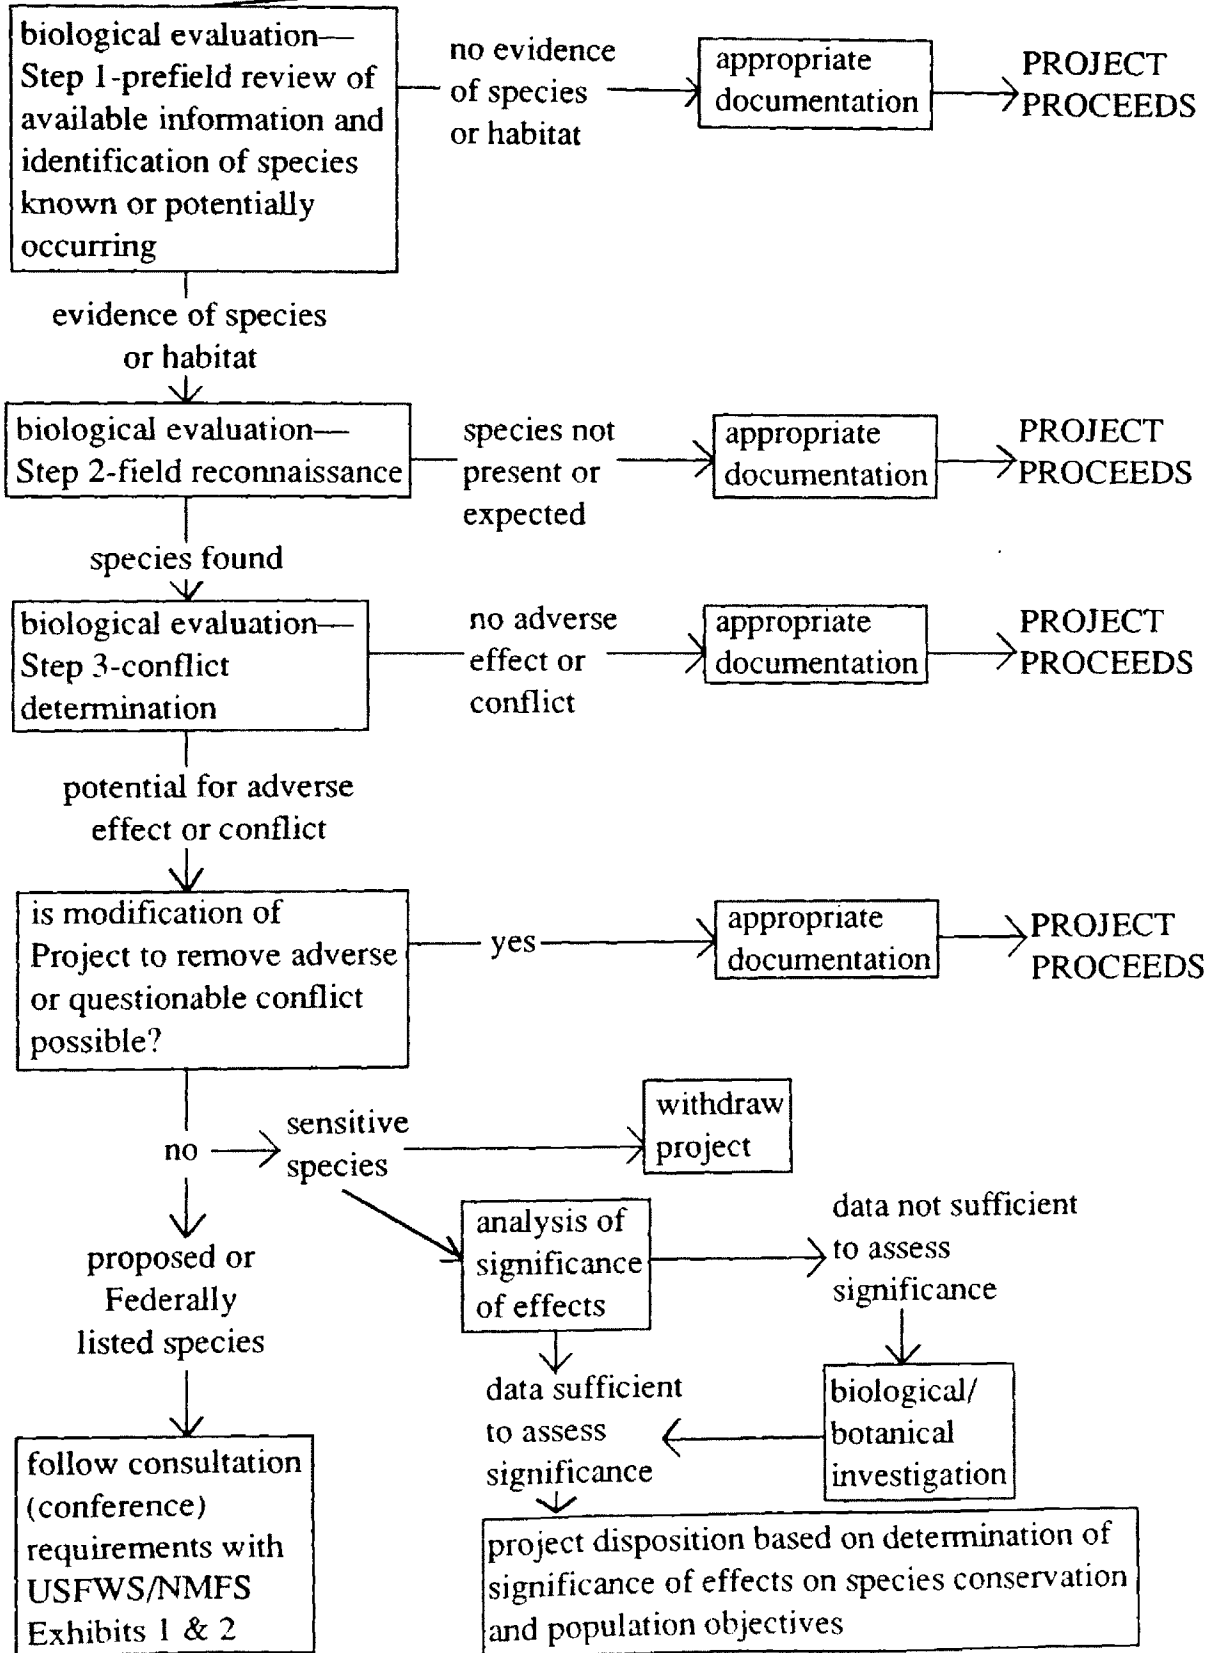 biological evaluation—
Step 1-prefield review of
available information and
identification of species
known or potentially
occurring
no evidence
of species
or habitat
appropriate
documentation
PROJECT
PROCEEDS
evidence of species
or habitat
biological evaluation—
Step 2-field reconnaissance
species not
present or
expected
appropriate
documentation
PROJECT
PROCEEDS
species found
biological evaluation—
Step 3-conflict
determination
no adverse
effect or
conflict
appropriate
documentation
PROJECT
PROCEEDS
potential for adverse
effect or conflict
is modification of
Project to remove adverse
or questionable conflict
possible?
yes
appropriate
documentation
PROJECT
PROCEEDS
no
sensitive
species
withdraw
project
analysis of
significance
of effects
data not sufficient
to assess
significance
proposed or
Federally
listed species
data sufficient
to assess
significance
biological/
botanical
investigation
follow consultation
(conference)
requirements with
USFWS/NMFS
Exhibits 1 & 2
project disposition based on determination of
significance of effects on species conservation
and population objectives